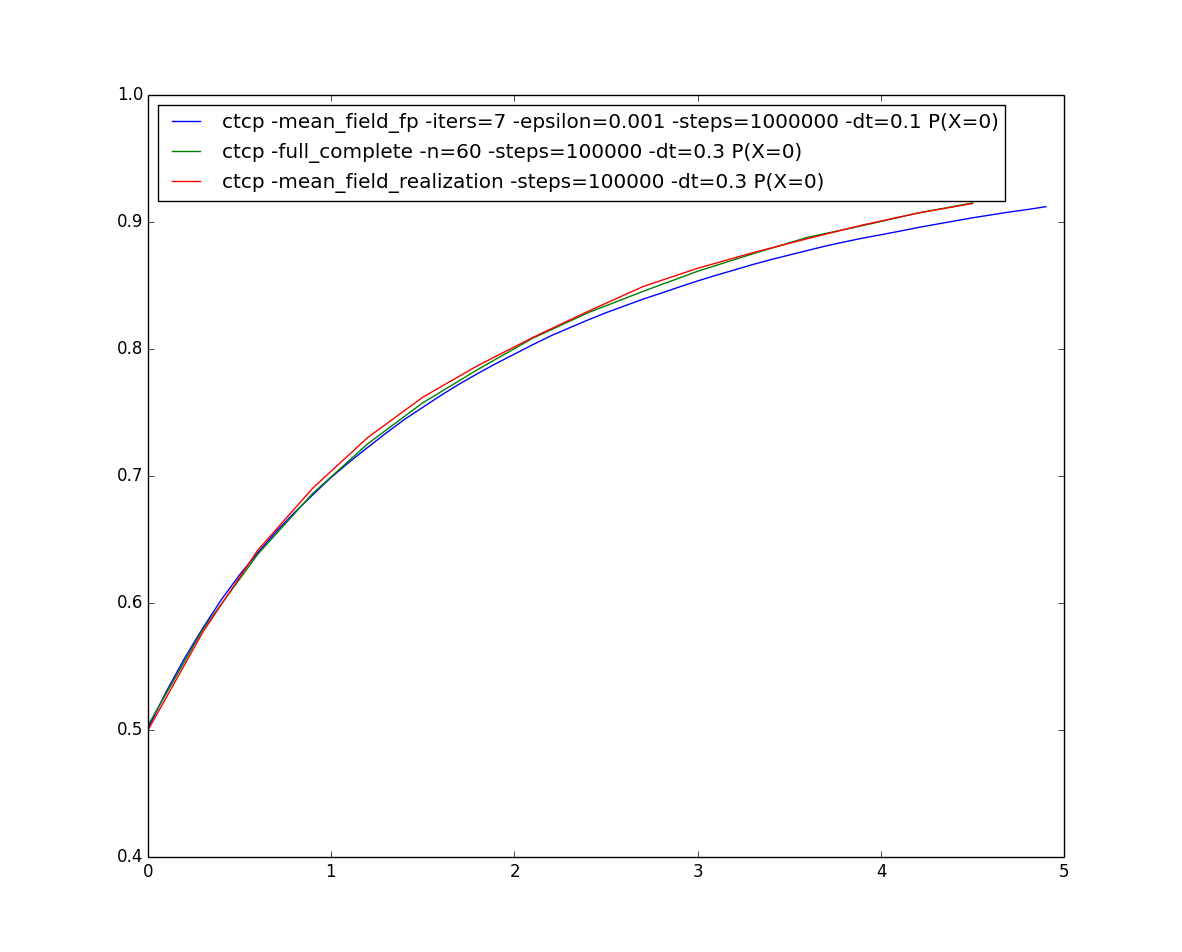 1.0
ctcp -mean_field_fp -iters=7 -epsilon=0.001 -steps=1000000 -dt=0.1 P(X=0)
ctcp -full_complete -n=60 -steps=100000 -dt=0.3 P(X=0)
ctcp -mean_field_realization -steps=100000 -dt=0.3 P(X=0)
0.9
0.8
0.7
0.6
0.5
0.4
0 1 2 3 4 5